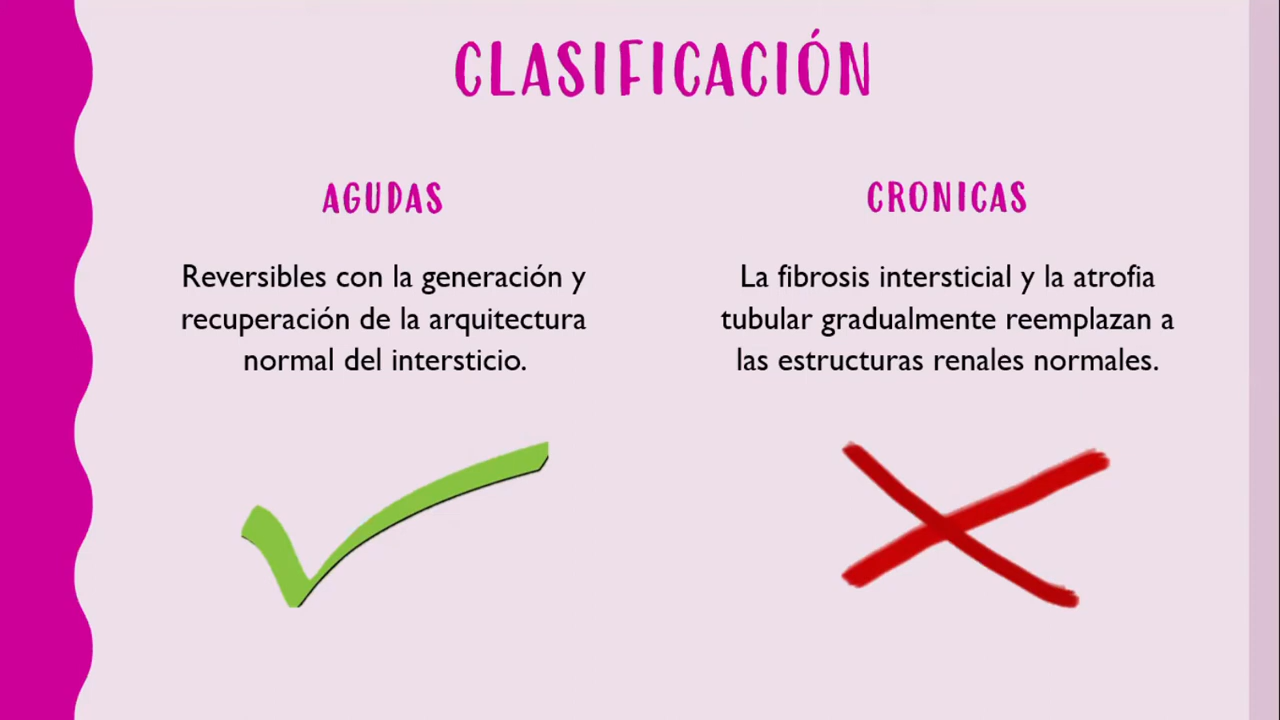 CLASIFICACIÓN
AGUDAS
Reversibles con la generación y
recuperación de la arquitectura
normal del intersticio.
CRONICAS
La fibrosis intersticial y la atrofia
tubular gradualmente reemplazan a
las estructuras renales normales.